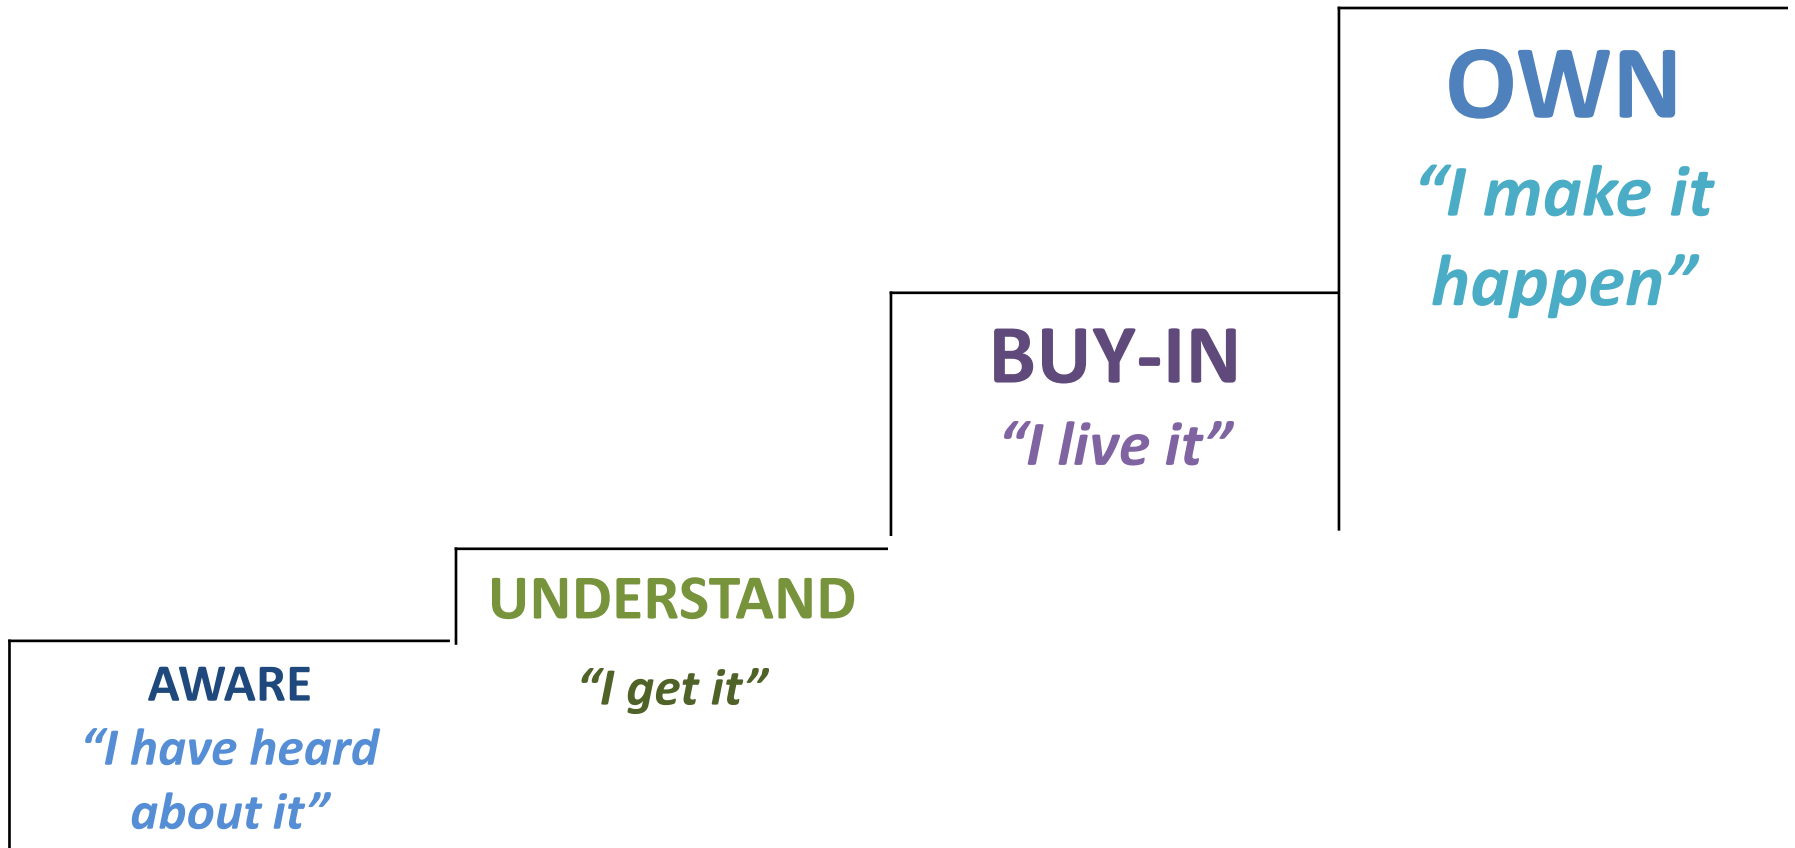 AWARE
“I have heard
about it”
UNDERSTAND
“I get it”
BUY-IN
“I live it”
OWN
“I make it
happen”